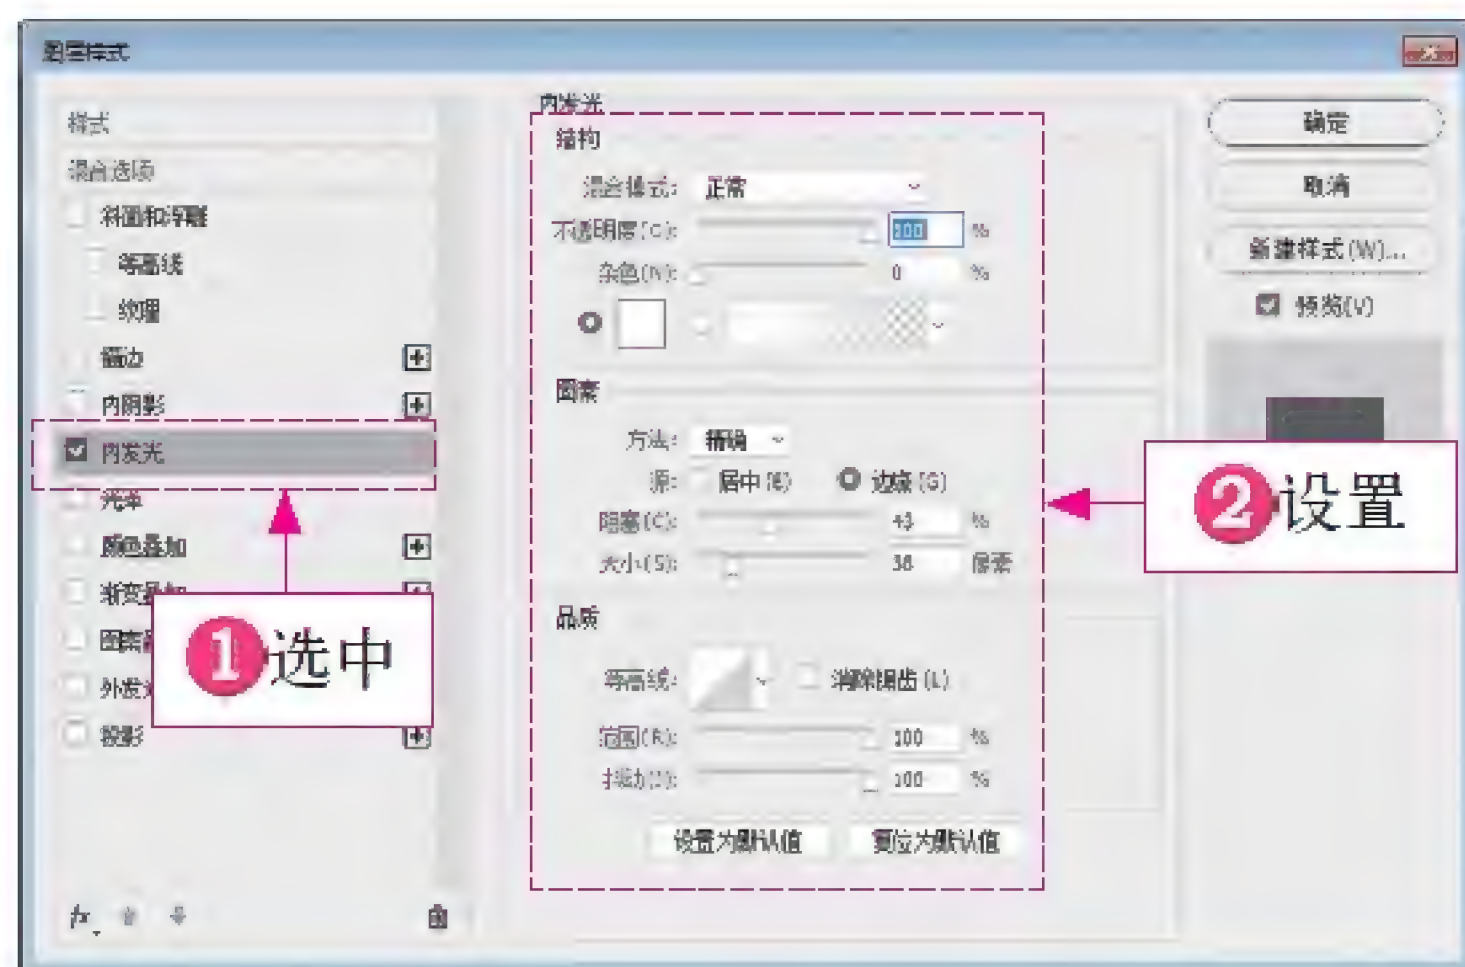 图层样式
样式
混合选项
斜面和浮雕
等高线
纹理
描边
内阴影
内发光
光泽
颜色叠加
渐变叠加
图案
外发
投影
fx
❶选中
内发光
结构
混合模式: 正常
不透明度(O): 100 %
杂色(N): 0 %
图素
方法: 精确
源: 居中(E) 边缘(G)
阻塞(C): 43 %
大小(S): 像素
品质
等高线: 消除锯齿(L)
范围(R): 100 %
抖动(J): 100 %
设置为默认值 复位为默认值
确定
取消
新建样式(W)...
预览(V)
❷设置